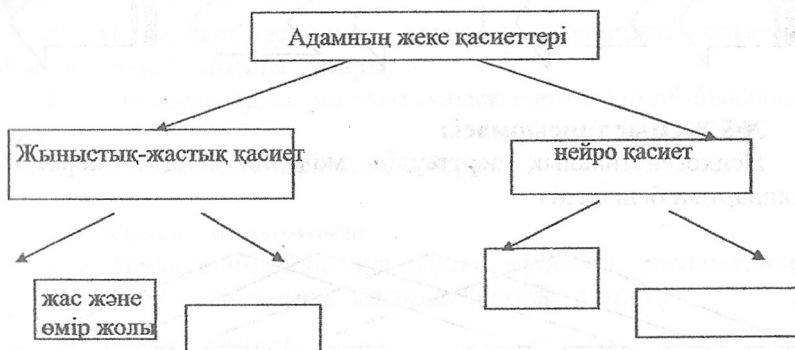 Адамның жеке қасиеттері
Жыныстық-жастық қасиет
нейро қасиет
жас және
өмір жолы